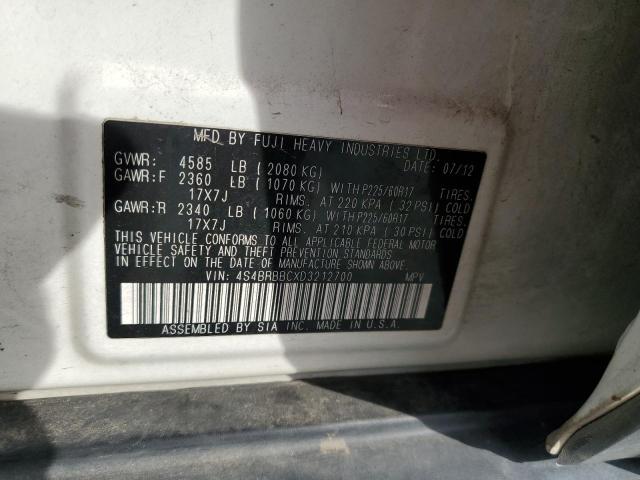 MFD BY FUJI HEAVY INDUSTRIES LTD.
GVWR: 4585 LB ( 2080 KG) DATE: 07/12
GAWR:F 2360 LB ( 1070 KG) WITH P225/60R17 TIRES.
17X7J RIMS. AT 220 KPA ( 32 PSI) COLD
GAWR:R 2340 LB ( 1060 KG) WITH P225/60R17 TIRES.
17X7J RIMS. AT 210 KPA ( 30 PSI) COLD
THIS VEHICLE CONFORMS TO ALL APPLICABLE FEDERAL MOTOR
VEHICLE SAFETY AND THEFT PREVENTION STANDARDS
IN EFFECT ON THE DATE OF MANUFACTURE SHOWN ABOVE.
VIN: 4S4BRBBCXD3212700 MPV
ASSEMBLED BY SIA INC. MADE IN U.S.A.